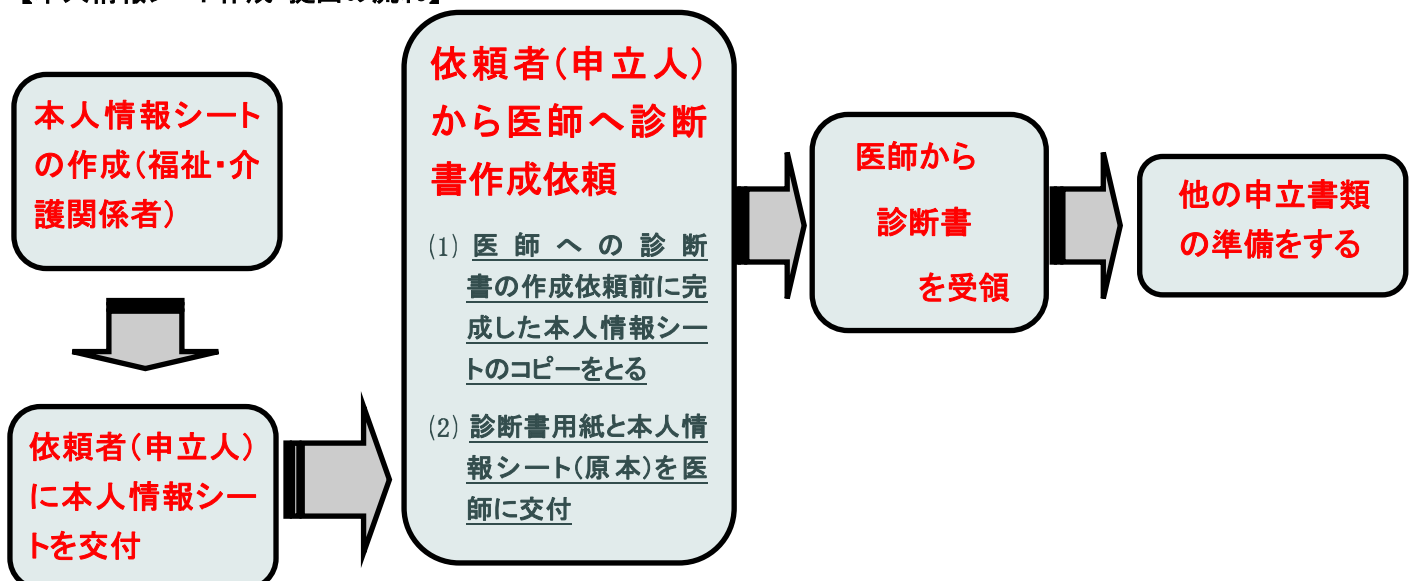 本人情報シートの作成(福祉・介護関係者)
依頼者(申立人)に本人情報シートを交付
依頼者(申立人)から医師へ診断書作成依頼
(1) 医師への診断書の作成依頼前に完成した本人情報シートのコピーをとる
(2) 診断書用紙と本人情報シート(原本)を医師に交付
医師から
診断書
を受領
他の申立書類の準備をする